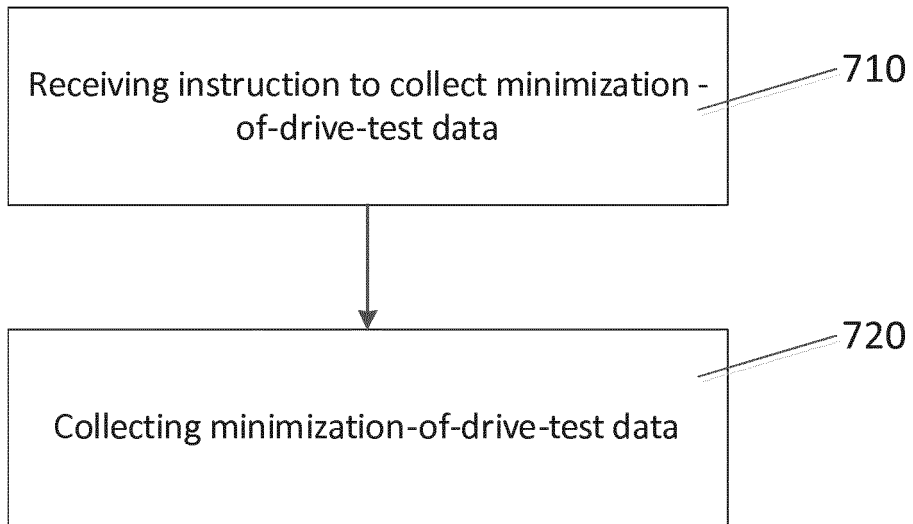 Receiving instruction to collect minimization -
of-drive-test data
710
Collecting minimization-of-drive-test data
720